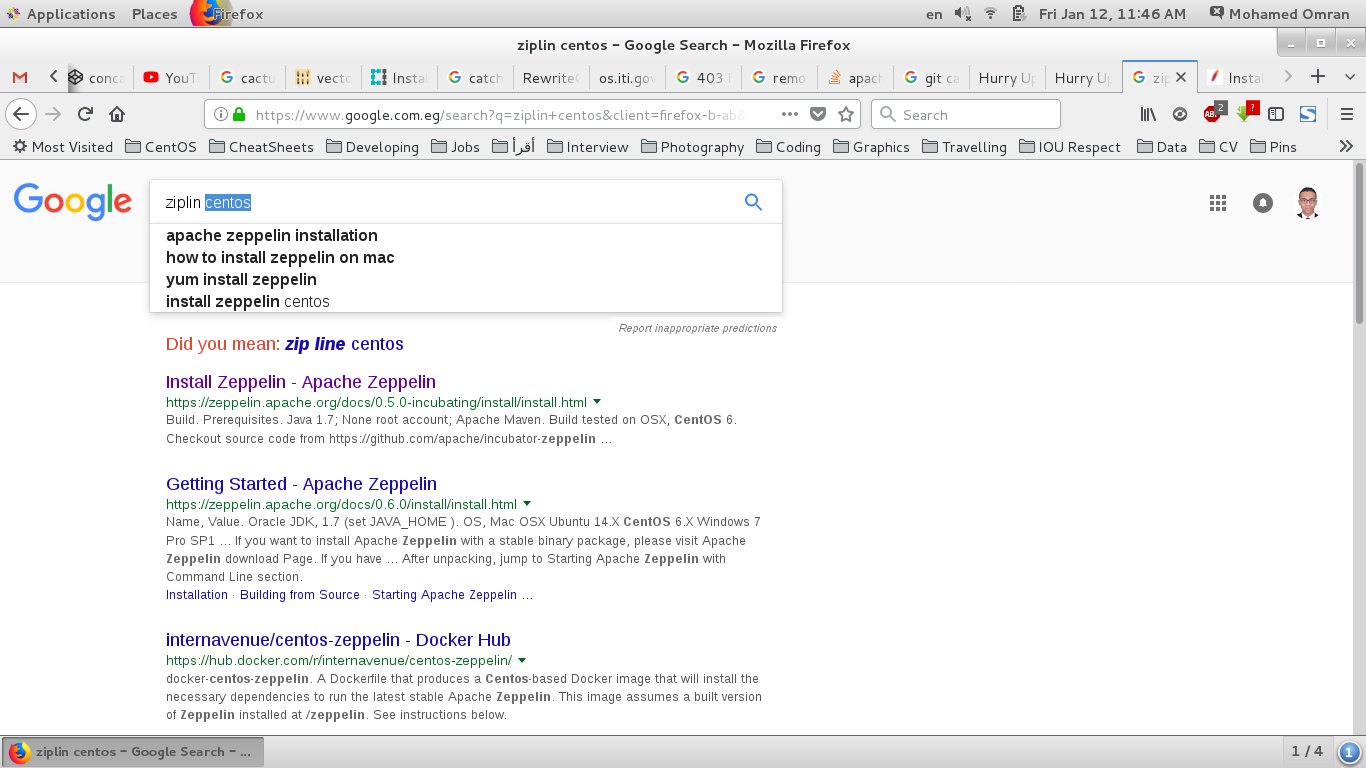 Applications Places Firefox en Fri Jan 12, 11:46 AM Mohamed Omran
ziplin centos - Google Search - Mozilla Firefox
conca YouT cactu vecto Instal catch Rewrite os.iti.gov 403 remo apach git ca Hurry Up Hurry Up zip Instal
https://www.google.com.eg/search?q=ziplin+centos&client=firefox-b-ab& Search ABP 2 ? S
Most Visited CentOS CheatSheets Developing Jobs أقرأ Interview Photography Coding Graphics Travelling IOU Respect Data CV Pins
Google
ziplin centos
apache zeppelin installation
how to install zeppelin on mac
yum install zeppelin
install zeppelin centos
Report inappropriate predictions
Did you mean: zip line centos
Install Zeppelin - Apache Zeppelin
https://zeppelin.apache.org/docs/0.5.0-incubating/install/install.html
Build. Prerequisites. Java 1.7; None root account; Apache Maven. Build tested on OSX, CentOS 6.
Checkout source code from https://github.com/apache/incubator-zeppelin ...
Getting Started - Apache Zeppelin
https://zeppelin.apache.org/docs/0.6.0/install/install.html
Name, Value. Oracle JDK, 1.7 (set JAVA_HOME ). OS, Mac OSX Ubuntu 14.X CentOS 6.X Windows 7
Pro SP1 ... If you want to install Apache Zeppelin with a stable binary package, please visit Apache
Zeppelin download Page. If you have ... After unpacking, jump to Starting Apache Zeppelin with
Command Line section.
Installation · Building from Source · Starting Apache Zeppelin ...
internavenue/centos-zeppelin - Docker Hub
https://hub.docker.com/r/internavenue/centos-zeppelin/
docker-centos-zeppelin. A Dockerfile that produces a Centos-based Docker image that will install the
necessary dependencies to run the latest stable Apache Zeppelin. This image assumes a built version
of Zeppelin installed at /zeppelin. See instructions below.
ziplin centos - Google Search - ... 1 / 4 1